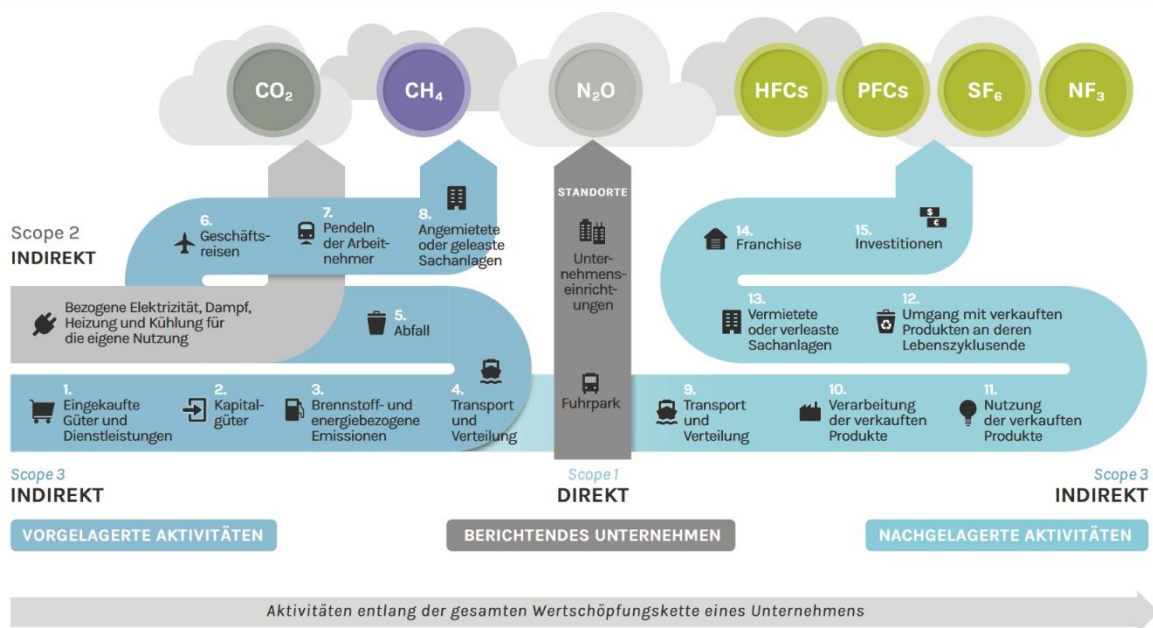 CO₂
CH₄
N₂O
HFCs
PFCs
SF₆
NF₃
Scope 2
INDIREKT
6.
Geschäfts-
reisen
7.
Pendeln
der Arbeit-
nehmer
8.
Angemietete
oder geleaste
Sachanlagen
Bezogene Elektrizität, Dampf,
Heizung und Kühlung für
die eigene Nutzung
5.
Abfall
1.
Eingekaufte
Güter und
Dienstleistungen
2.
Kapital-
güter
3.
Brennstoff- und
energiebezogene
Emissionen
4.
Transport
und
Verteilung
STANDORTE
Unter-
nehmens-
einricht-
ungen
Fuhrpark
14.
Franchise
15.
Investitionen
$
€
13.
Vermietete
oder verleaste
Sachanlagen
12.
Umgang mit verkauften
Produkten an deren
Lebenszyklusende
9.
Transport
und
Verteilung
10.
Verarbeitung
der verkauften
Produkte
11.
Nutzung
der verkauften
Produkte
Scope 3
INDIREKT
Scope 1
DIREKT
Scope 3
INDIREKT
VORGELAGERTE AKTIVITÄTEN
BERICHTENDES UNTERNEHMEN
NACHGELAGERTE AKTIVITÄTEN
Aktivitäten entlang der gesamten Wertschöpfungskette eines Unternehmens